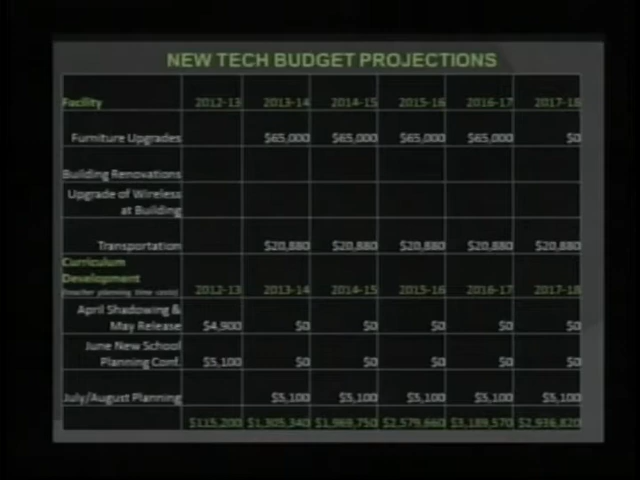 NEW TECH BUDGET PROJECTIONS
Facility 2012-13 2013-14 2014-15 2015-16 2016-17 2017-18
Furniture Upgrades $65,000 $65,000 $65,000 $65,000 $0
Building Renovations
Upgrade of Wireless
at Building
Transportation $20,880 $20,880 $20,880 $20,880 $20,880
Curriculum
Development
(teacher planning time costs) 2012-13 2013-14 2014-15 2015-16 2016-17 2017-18
April Shadowing &
May Release $4,900 $0 $0 $0 $0 $0
June New School
Planning Conf. $5,100 $0 $0 $0 $0 $0
July/August Planning $5,100 $5,100 $5,100 $5,100 $5,100
$115,200 $1,305,340 $1,969,750 $2,579,660 $3,189,570 $2,936,820